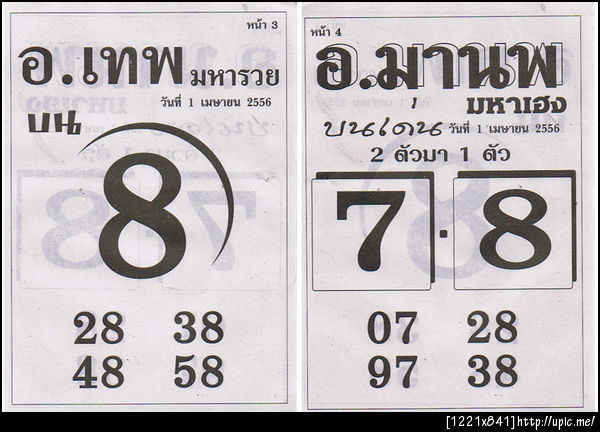 หน้า 3
อ.เทพ มหารวย
วันที่ 1 เมษายน 2556
บน
8
28 38
48 58
หน้า 4
อ.มานพ
มหาเฮง
บนเด่น วันที่ 1 เมษายน 2556
2 ตัวมา 1 ตัว
7 . 8
07 28
97 38
[1221x841]http://upic.me/